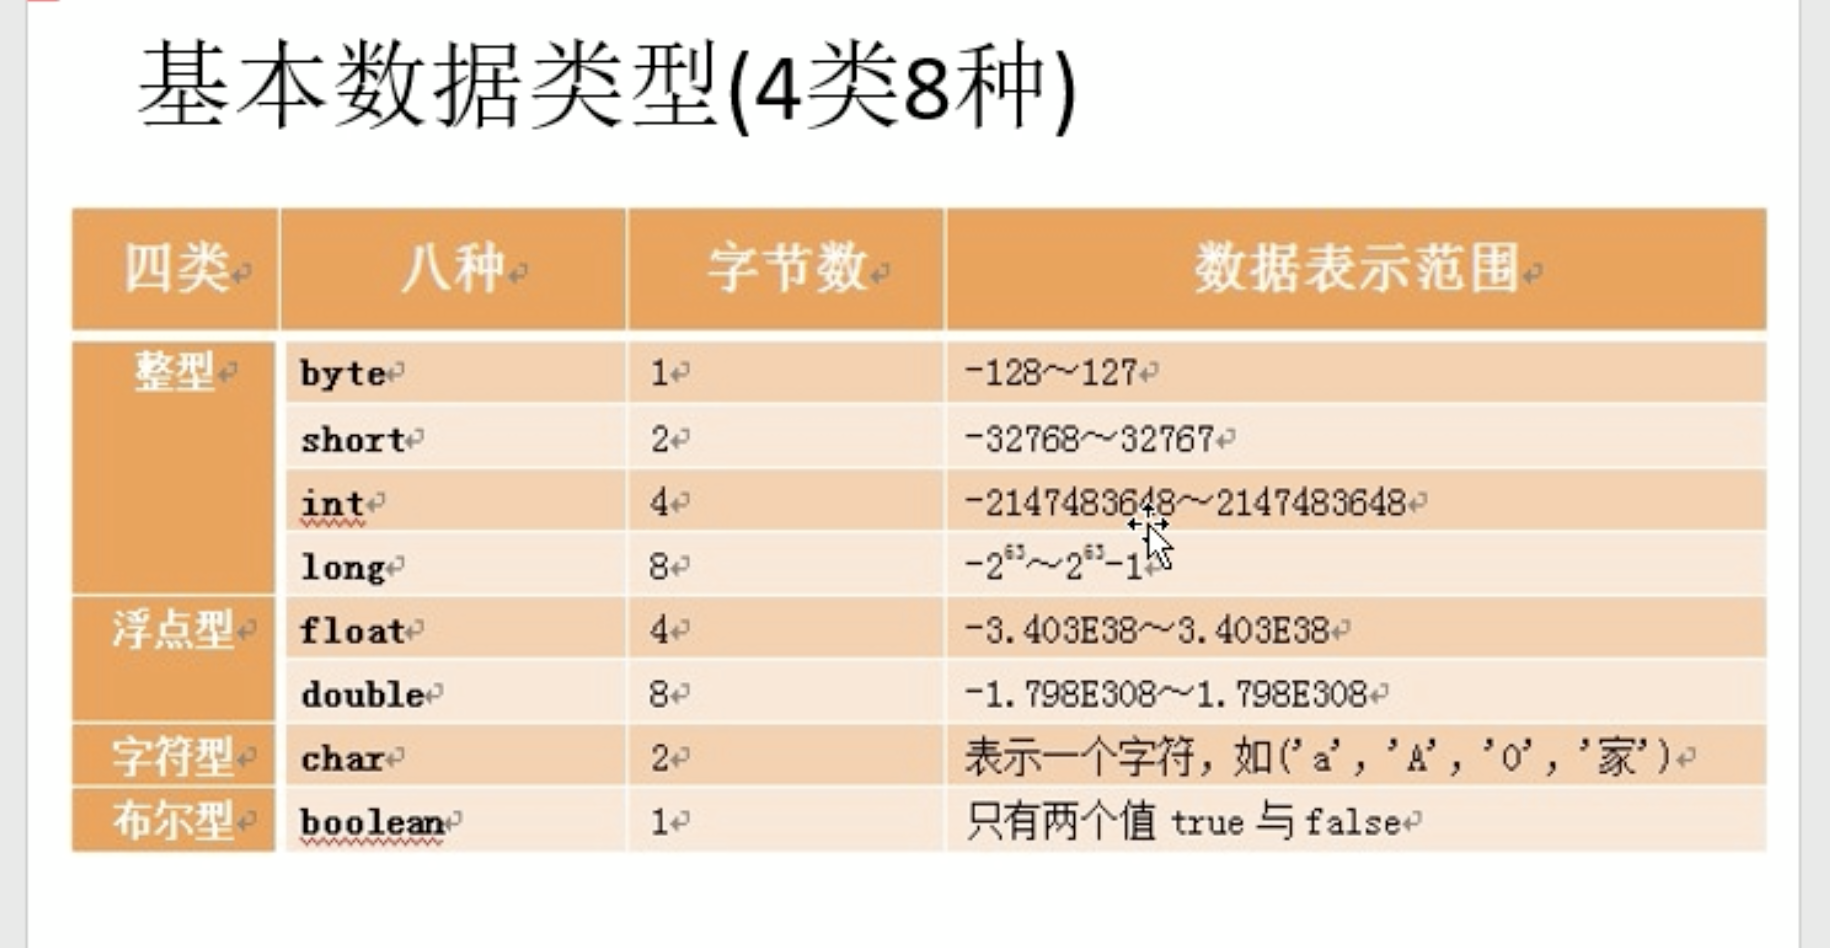 基本数据类型(4类8种)
四类 八种 字节数 数据表示范围
整型 byte 1 -128～127
short 2 -32768～32767
int 4 -2147483648～2147483648
long 8 -2⁶³～2⁶³-1
浮点型 float 4 -3.403E38～3.403E38
double 8 -1.798E308～1.798E308
字符型 char 2 表示一个字符，如('a', 'A', '0', '家')
布尔型 boolean 1 只有两个值 true 与 false